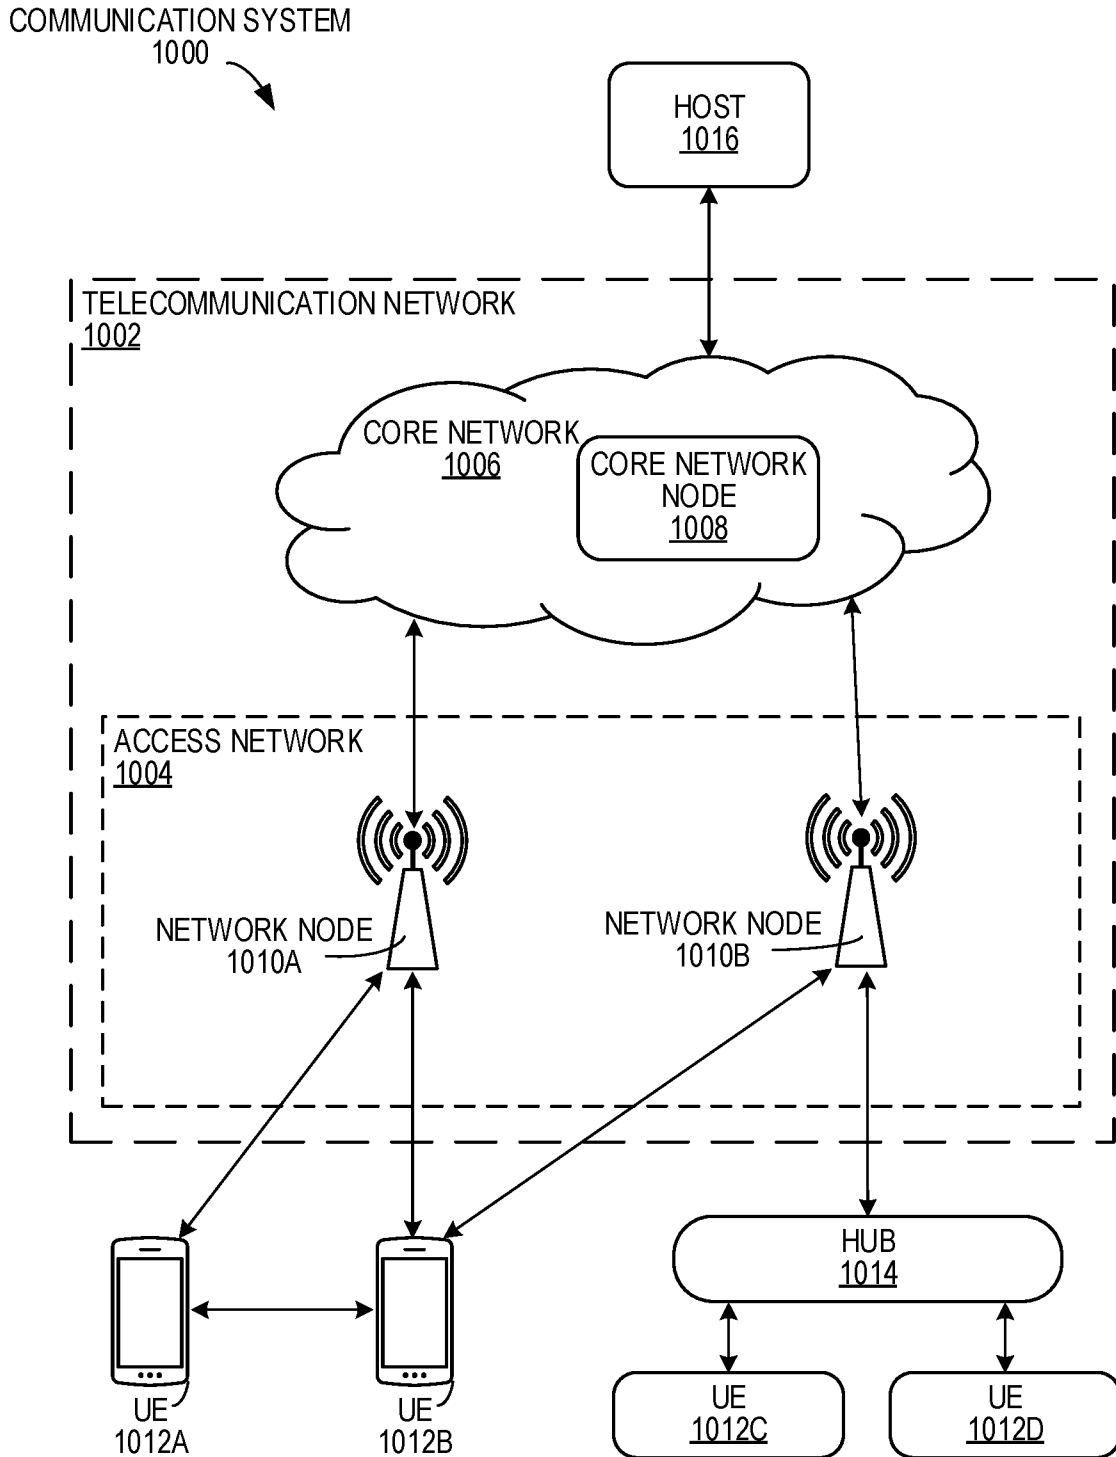 COMMUNICATION SYSTEM
1000
HOST
1016
TELECOMMUNICATION NETWORK
1002
CORE NETWORK
1006
CORE NETWORK
NODE
1008
ACCESS NETWORK
1004
NETWORK NODE
1010A
NETWORK NODE
1010B
HUB
1014
UE
1012A
UE
1012B
UE
1012C
UE
1012D